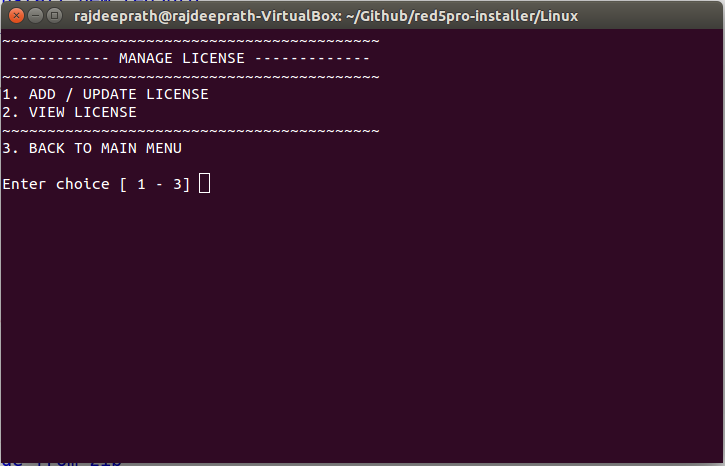 rajdeeprath@rajdeeprath-VirtualBox: ~/Github/red5pro-installer/Linux
~~~~~~~~~~~~~~~~~~~~~~~~~~~~~~~~~~~~~~~~~~
----------- MANAGE LICENSE -------------
~~~~~~~~~~~~~~~~~~~~~~~~~~~~~~~~~~~~~~~~~~
1. ADD / UPDATE LICENSE
2. VIEW LICENSE
~~~~~~~~~~~~~~~~~~~~~~~~~~~~~~~~~~~~~~~~~~
3. BACK TO MAIN MENU
Enter choice [ 1 - 3]